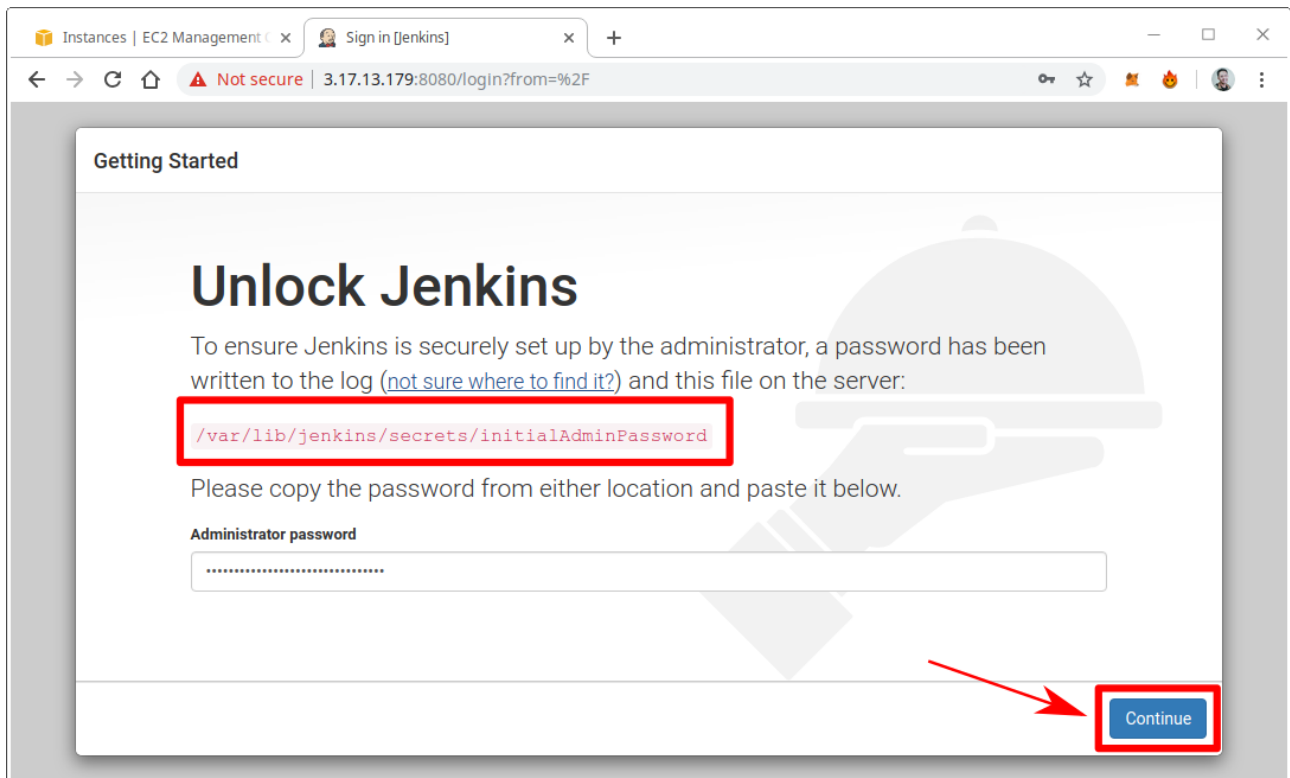 Instances | EC2 Management C
Sign in [Jenkins]
Not secure | 3.17.13.179:8080/login?from=%2F
Getting Started
Unlock Jenkins
To ensure Jenkins is securely set up by the administrator, a password has been
written to the log (not sure where to find it?) and this file on the server:
/var/lib/jenkins/secrets/initialAdminPassword
Please copy the password from either location and paste it below.
Administrator password
••••••••••••••••••••••••••••••••
Continue